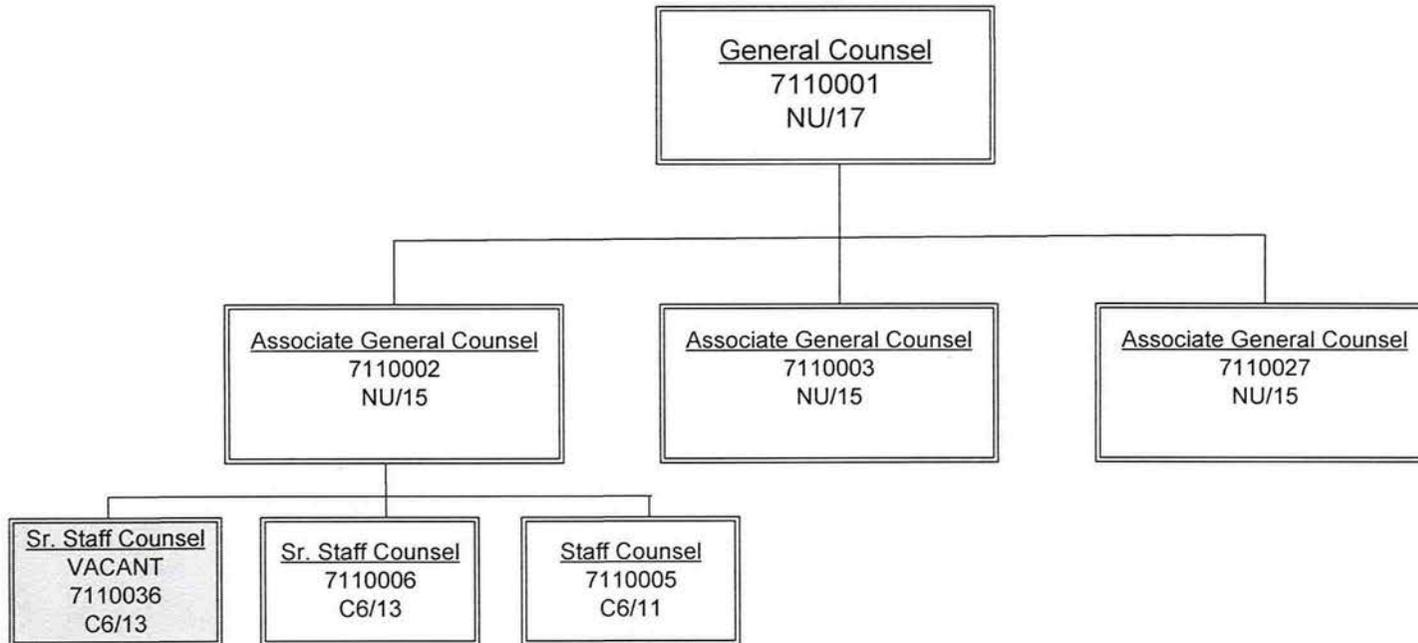 General Counsel
7110001
NU/17
Associate General Counsel
7110002
NU/15
Associate General Counsel
7110003
NU/15
Associate General Counsel
7110027
NU/15
Sr. Staff Counsel
VACANT
7110036
C6/13
Sr. Staff Counsel
7110006
C6/13
Staff Counsel
7110005
C6/11